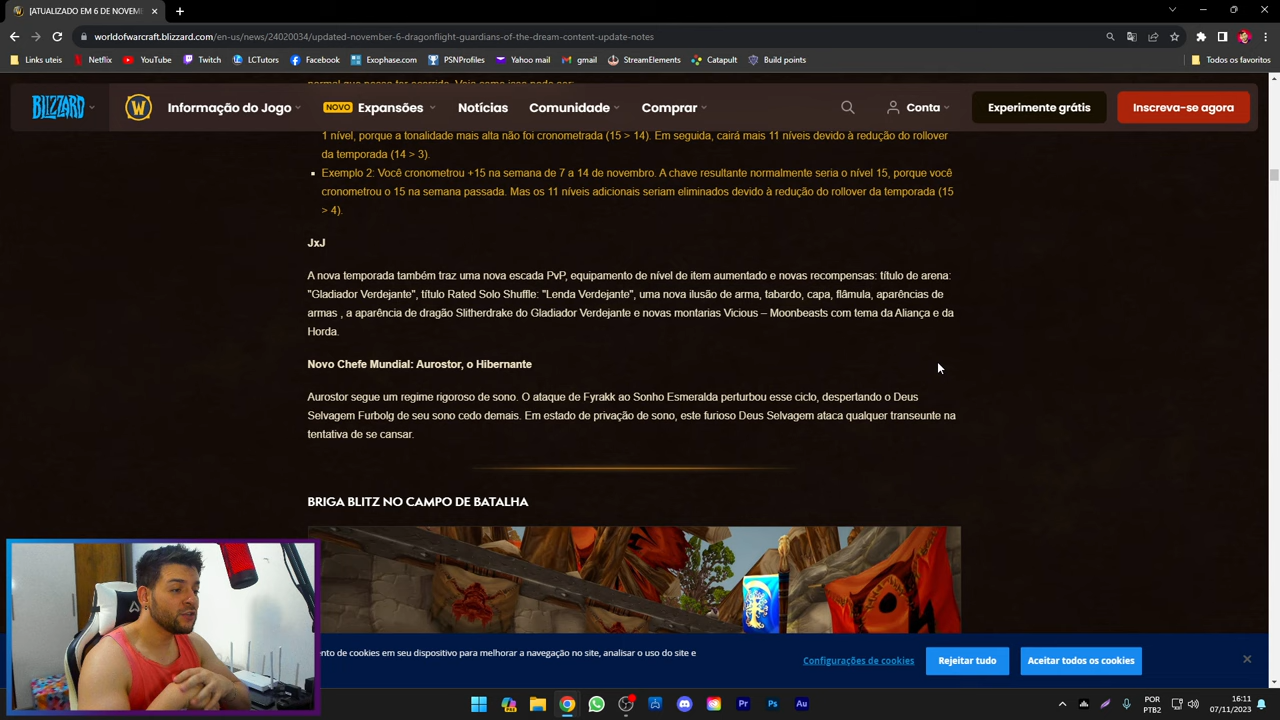 [ATUALIZADO EM 6 DE NOVEM
worldofwarcraft.blizzard.com/en-us/news/24020034/updated-november-6-dragonflight-guardians-of-the-dream-content-update-notes
Links uteis Netflix YouTube Twitch LCTutors Facebook Exophase.com PSNProfiles Yahoo mail gmail StreamElements Catapult Build points Todos os favoritos
BLIZZARD W Informação do Jogo NOVO Expansões Notícias Comunidade Comprar Conta Experimente grátis Inscreva-se agora
1 nível, porque a tonalidade mais alta não foi cronometrada (15 > 14). Em seguida, cairá mais 11 níveis devido à redução do rollover
da temporada (14 > 3).
Exemplo 2: Você cronometrou +15 na semana de 7 a 14 de novembro. A chave resultante normalmente seria o nível 15, porque você
cronometrou o 15 na semana passada. Mas os 11 níveis adicionais seriam eliminados devido à redução do rollover da temporada (15
> 4).
JxJ
A nova temporada também traz uma nova escada PvP, equipamento de nível de item aumentado e novas recompensas: título de arena:
"Gladiador Verdejante", título Rated Solo Shuffle: "Lenda Verdejante", uma nova ilusão de arma, tabardo, capa, flâmula, aparências de
armas , a aparência de dragão Slitherdrake do Gladiador Verdejante e novas montarias Vicious – Moonbeasts com tema da Aliança e da
Horda.
Novo Chefe Mundial: Aurostor, o Hibernante
Aurostor segue um regime rigoroso de sono. O ataque de Fyrakk ao Sonho Esmeralda perturbou esse ciclo, despertando o Deus
Selvagem Furbolg de seu sono cedo demais. Em estado de privação de sono, este furioso Deus Selvagem ataca qualquer transeunte na
tentativa de se cansar.
BRIGA BLITZ NO CAMPO DE BATALHA
ento de cookies em seu dispositivo para melhorar a navegação no site, analisar o uso do site e
Configurações de cookies Rejeitar tudo Aceitar todos os cookies
Pr Ps Au
POR
PTB2
16:11
07/11/2023